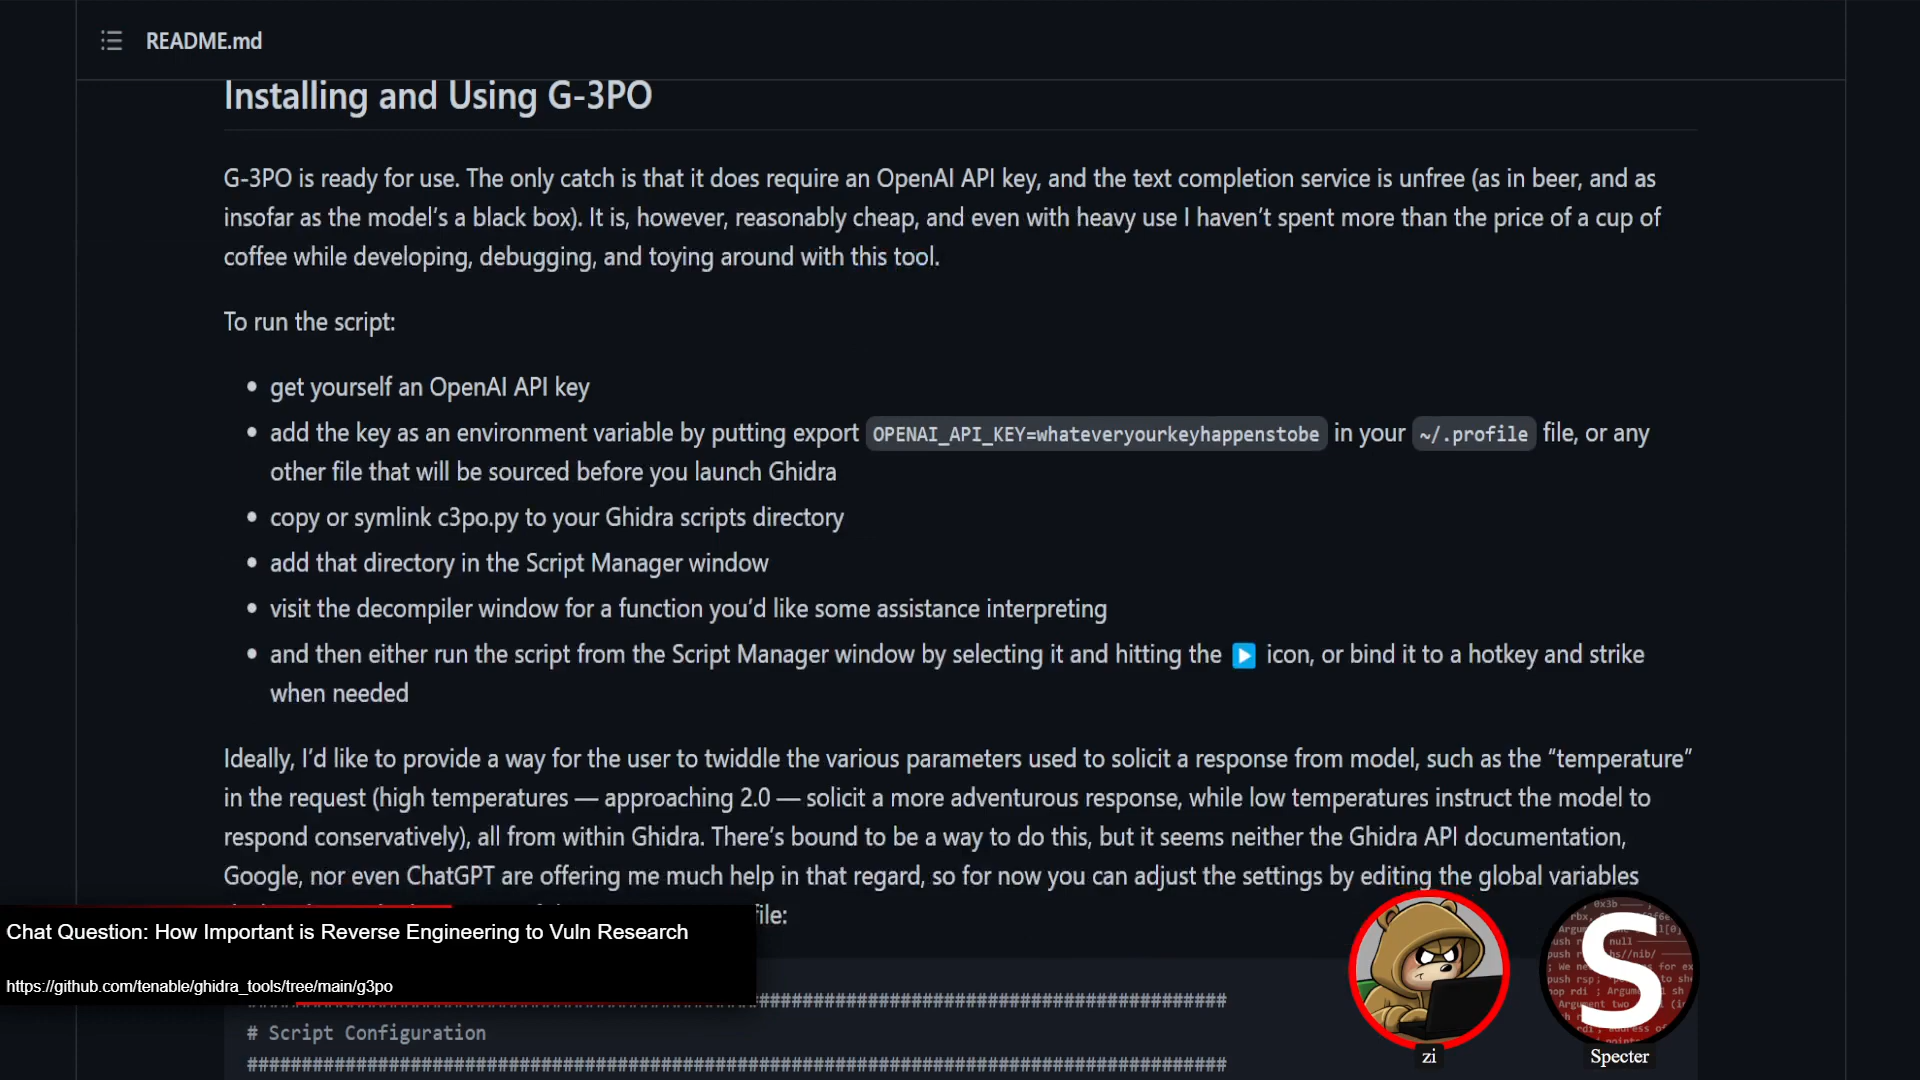 README.md
Installing and Using G-3PO
G-3PO is ready for use. The only catch is that it does require an OpenAI API key, and the text completion service is unfree (as in beer, and as
insofar as the model’s a black box). It is, however, reasonably cheap, and even with heavy use I haven’t spent more than the price of a cup of
coffee while developing, debugging, and toying around with this tool.
To run the script:
• get yourself an OpenAI API key
• add the key as an environment variable by putting export OPENAI_API_KEY=whateveryourkeyhappenstobe in your ~/.profile file, or any
other file that will be sourced before you launch Ghidra
• copy or symlink c3po.py to your Ghidra scripts directory
• add that directory in the Script Manager window
• visit the decompiler window for a function you’d like some assistance interpreting
• and then either run the script from the Script Manager window by selecting it and hitting the ▶ icon, or bind it to a hotkey and strike
when needed
Ideally, I’d like to provide a way for the user to twiddle the various parameters used to solicit a response from model, such as the “temperature”
in the request (high temperatures — approaching 2.0 — solicit a more adventurous response, while low temperatures instruct the model to
respond conservatively), all from within Ghidra. There’s bound to be a way to do this, but it seems neither the Ghidra API documentation,
Google, nor even ChatGPT are offering me much help in that regard, so for now you can adjust the settings by editing the global variables
file:
Chat Question: How Important is Reverse Engineering to Vuln Research
https://github.com/tenable/ghidra_tools/tree/main/g3po
# Script Configuration
S
zi
Specter